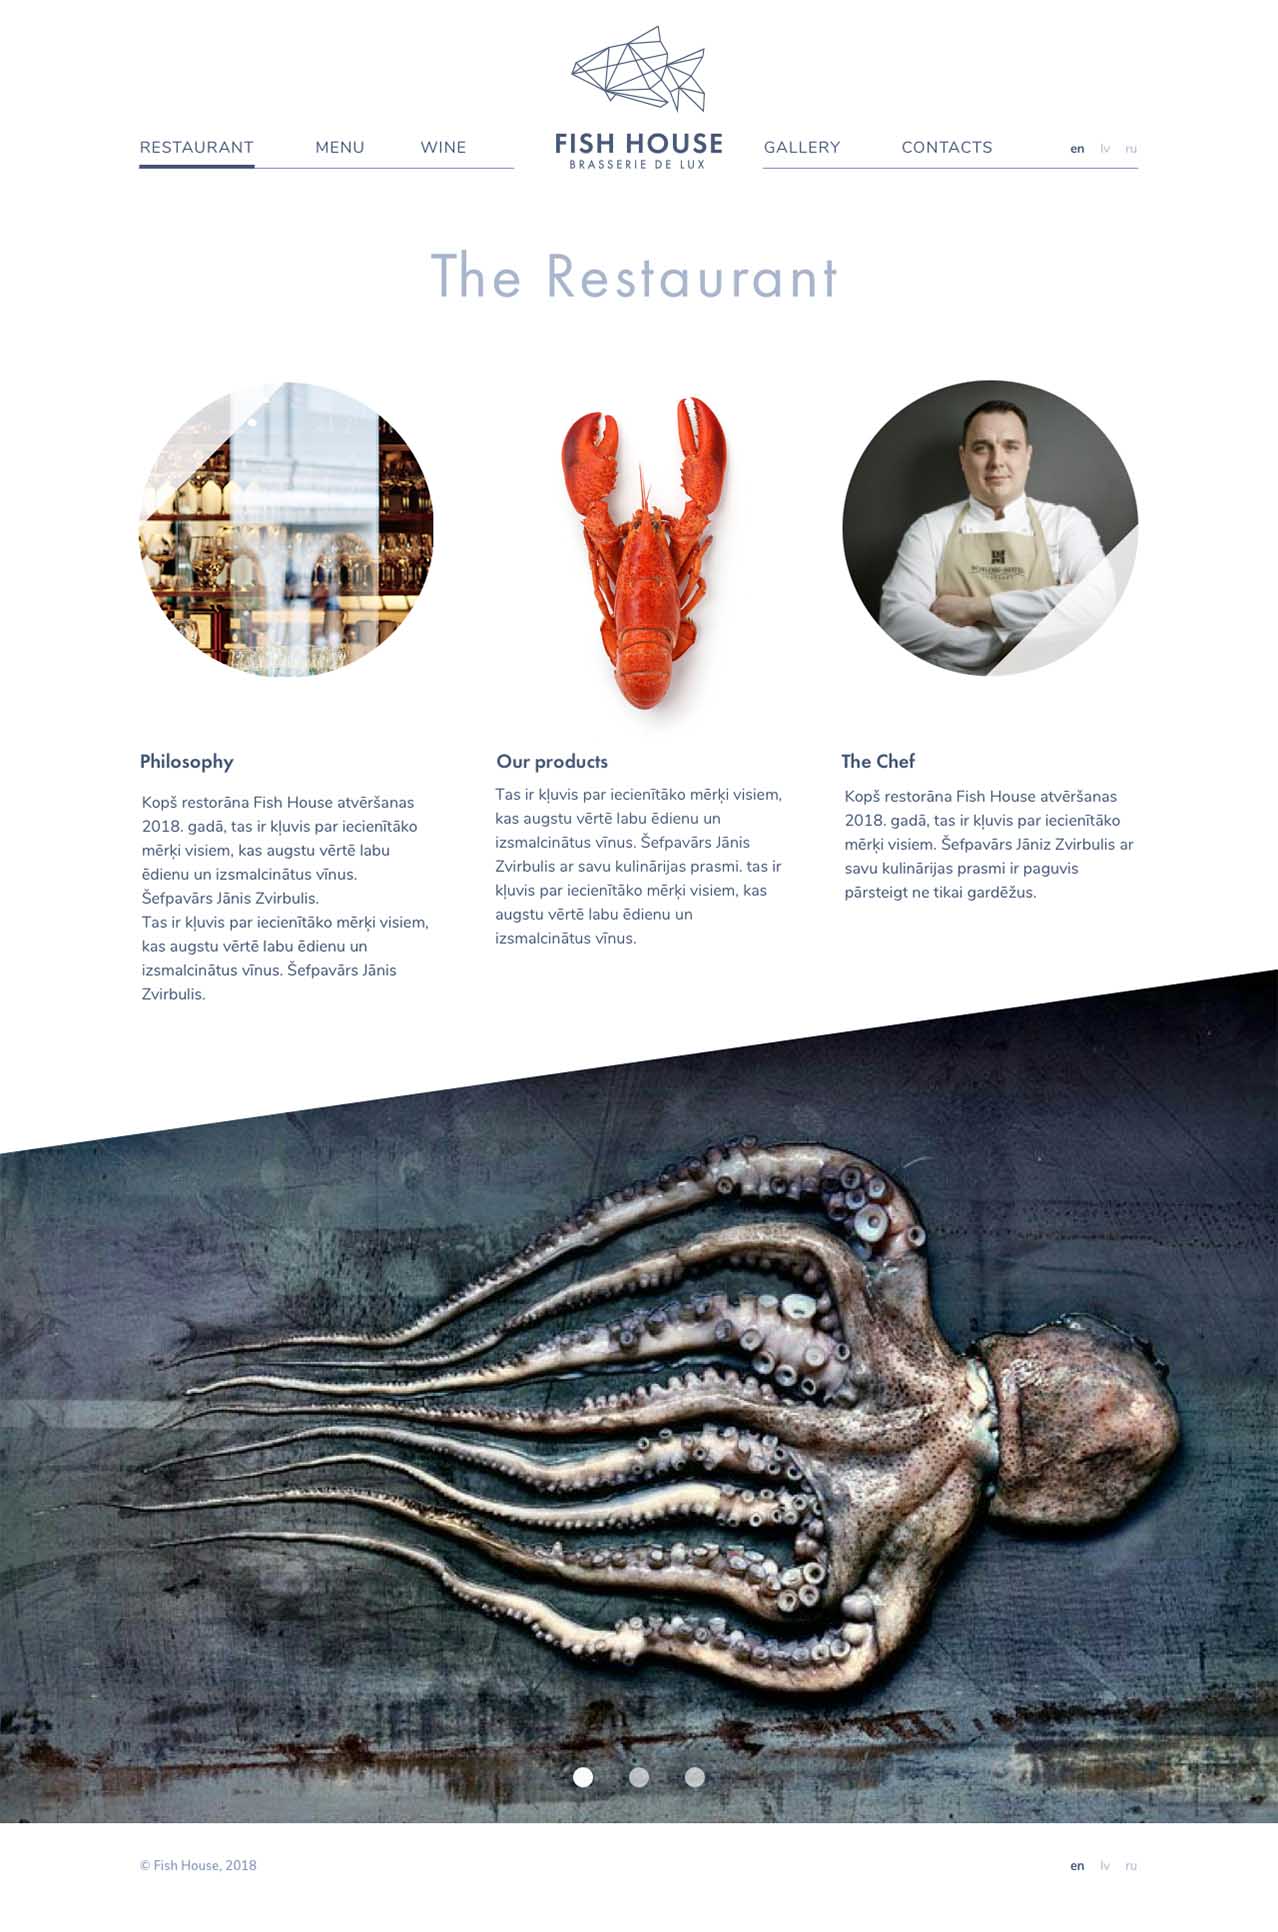 RESTAURANT MENU WINE
FISH HOUSE
BRASSERIE DE LUX
GALLERY CONTACTS en lv ru
The Restaurant
Philosophy
Kopš restorāna Fish House atvēršanas
2018. gadā, tas ir kļuvis par iecienītāko
mērķi visiem, kas augstu vērtē labu
ēdienu un izsmalcinātus vīnus.
Šefpavārs Jānis Zvirbulis.
Tas ir kļuvis par iecienītāko mērķi visiem,
kas augstu vērtē labu ēdienu un
izsmalcinātus vīnus. Šefpavārs Jānis
Zvirbulis.
Our products
Tas ir kļuvis par iecienītāko mērķi visiem,
kas augstu vērtē labu ēdienu un
izsmalcinātus vīnus. Šefpavārs Jānis
Zvirbulis ar savu kulinārijas prasmi. tas ir
kļuvis par iecienītāko mērķi visiem, kas
augstu vērtē labu ēdienu un
izsmalcinātus vīnus.
The Chef
Kopš restorāna Fish House atvēršanas
2018. gadā, tas ir kļuvis par iecienītāko
mērķi visiem. Šefpavārs Jāniz Zvirbulis ar
savu kulinārijas prasmi ir paguvis
pārsteigt ne tikai gardēžus.
© Fish House, 2018
en lv ru